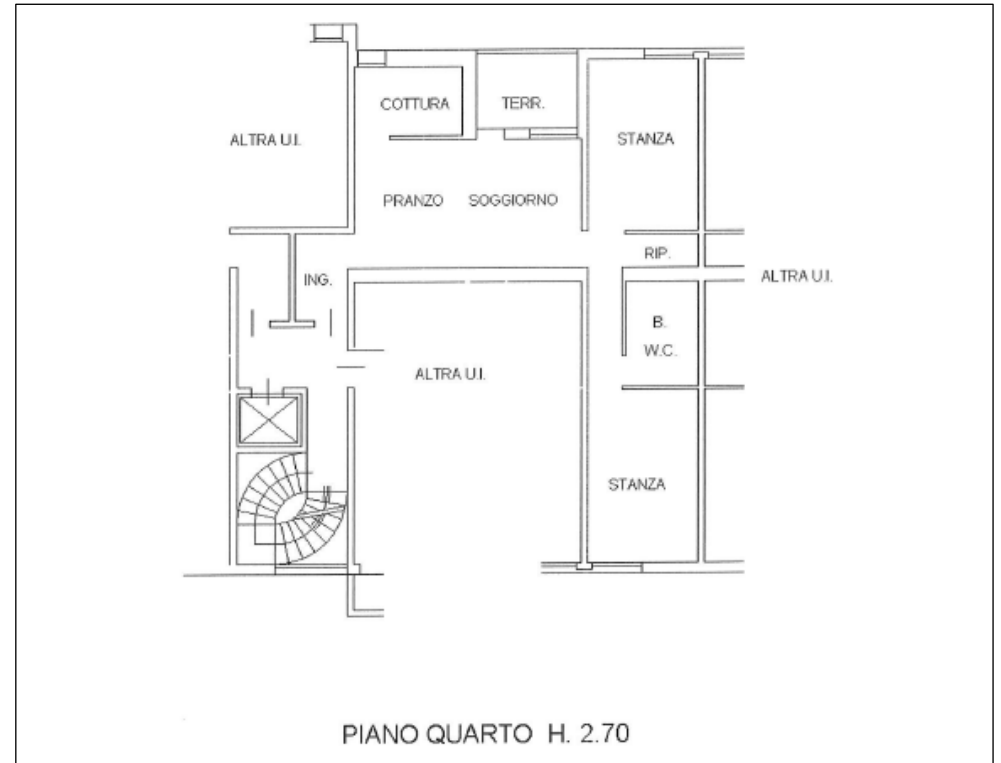 COTTURA
TERR.
ALTRA U.I.
STANZA
PRANZO SOGGIORNO
RIP.
ING.
ALTRA U.I.
B.
W.C.
ALTRA U.I.
STANZA
PIANO QUARTO H. 2.70